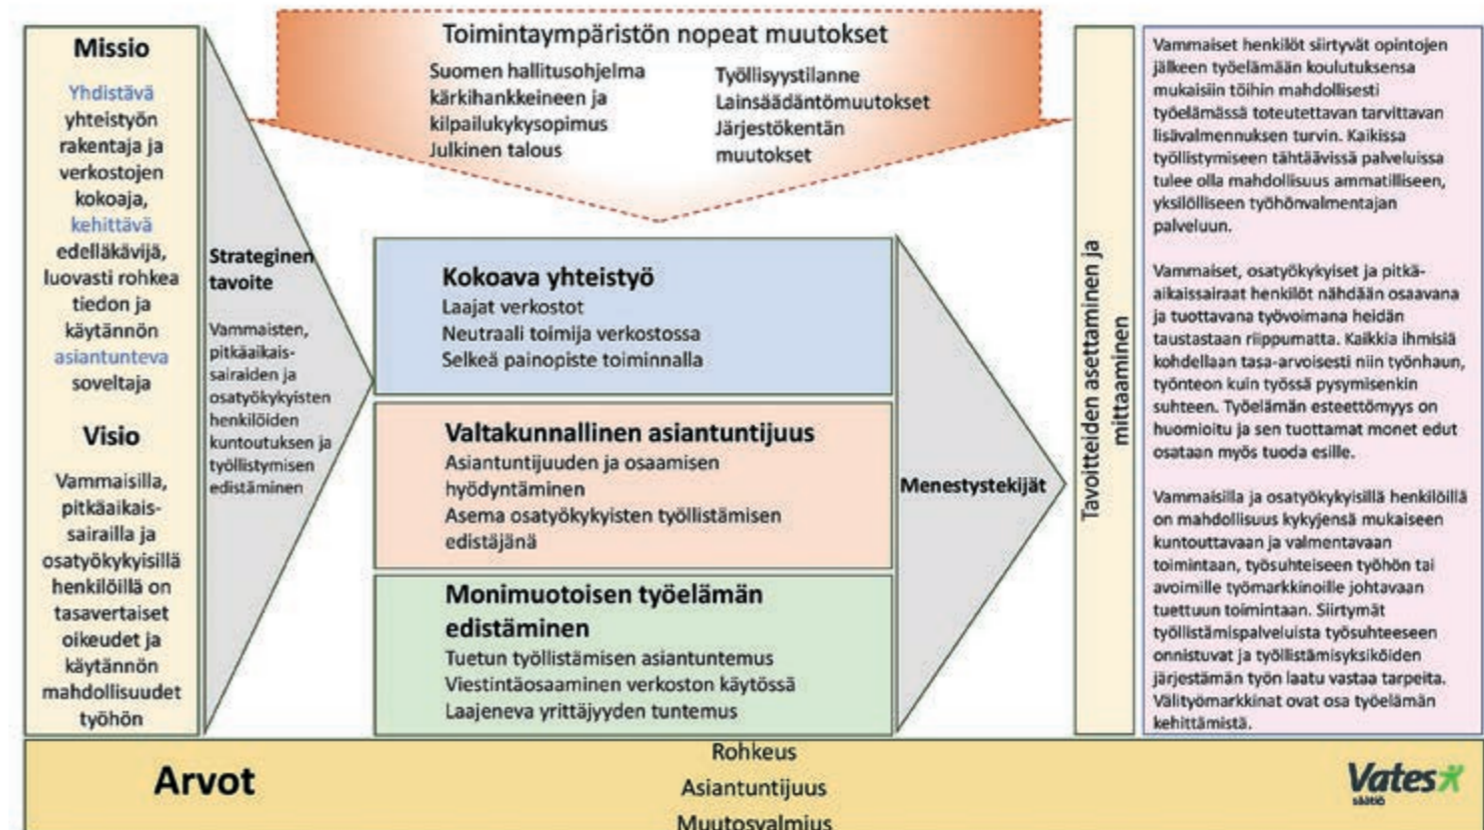 Missio
Yhdistävä
yhteistyön
rakentaja ja
verkostojen
kokoaja,
kehittävä
edelläkävijä,
luovasti rohkea
tiedon ja
käytännön
asiantunteva
soveltaja
Visio
Vammaisilla,
pitkäaikais-
sairailla ja
osatyökykyisillä
henkilöillä on
tasavertaiset
oikeudet ja
käytännön
mahdollisuudet
työhön
Strateginen
tavoite
Vammaisten,
pitkäaikais-
sairaiden ja
osatyökykyisten
henkilöiden
kuntoutuksen ja
työllistymisen
edistäminen
Toimintaympäristön nopeat muutokset
Suomen hallitusohjelma
kärkihankkeineen ja
kilpailukykysopimus
Julkinen talous
Työllisyystilanne
Lainsäädäntömuutokset
Järjestökentän
muutokset
Kokoava yhteistyö
Laajat verkostot
Neutraali toimija verkostossa
Selkeä painopiste toiminnalla
Valtakunnallinen asiantuntijuus
Asiantuntijuuden ja osaamisen
hyödyntäminen
Asema osatyökykyisten työllistämisen
edistäjänä
Monimuotoisen työelämän
edistäminen
Tuetun työllistämisen asiantuntemus
Viestintäosaaminen verkoston käytössä
Laajeneva yrittäjyyden tuntemus
Menestystekijät
Tavoitteiden asettaminen ja
mittaaminen
Vammaiset henkilöt siirtyvät opintojen
jälkeen työelämään koulutuksensa
mukaisiin töihin mahdollisesti
työelämässä toteutettavan tarvittavan
lisävalmennuksen turvin. Kaikissa
työllistymiseen tähtäävissä palveluissa
tulee olla mahdollisuus ammatilliseen,
yksilölliseen työhönvalmentajan
palveluun.
Vammaiset, osatyökykyiset ja pitkä-
aikaissairaat henkilöt nähdään osaavana
ja tuottavana työvoimana heidän
taustastaan riippumatta. Kaikkia ihmisiä
kohdellaan tasa-arvoisesti niin työnhaun,
työnteon kuin työssä pysymisenkin
suhteen. Työelämän esteettömyys on
huomioitu ja sen tuottamat monet edut
osataan myös tuoda esille.
Vammaisilla ja osatyökykyisillä henkilöillä
on mahdollisuus kykyjensä mukaiseen
kuntouttavaan ja valmentavaan
toimintaan, työsuhteiseen työhön tai
avoimille työmarkkinoille johtavaan
tuettuun toimintaan. Siirtymät
työllistämispalveluista työsuhteeseen
onnistuvat ja työllistämisyksiköiden
järjestämän työn laatu vastaa tarpeita.
Välityömarkkinat ovat osa työelämän
kehittämistä.
Arvot
Rohkeus
Asiantuntijuus
Muutosvalmius
Vates
säätiö